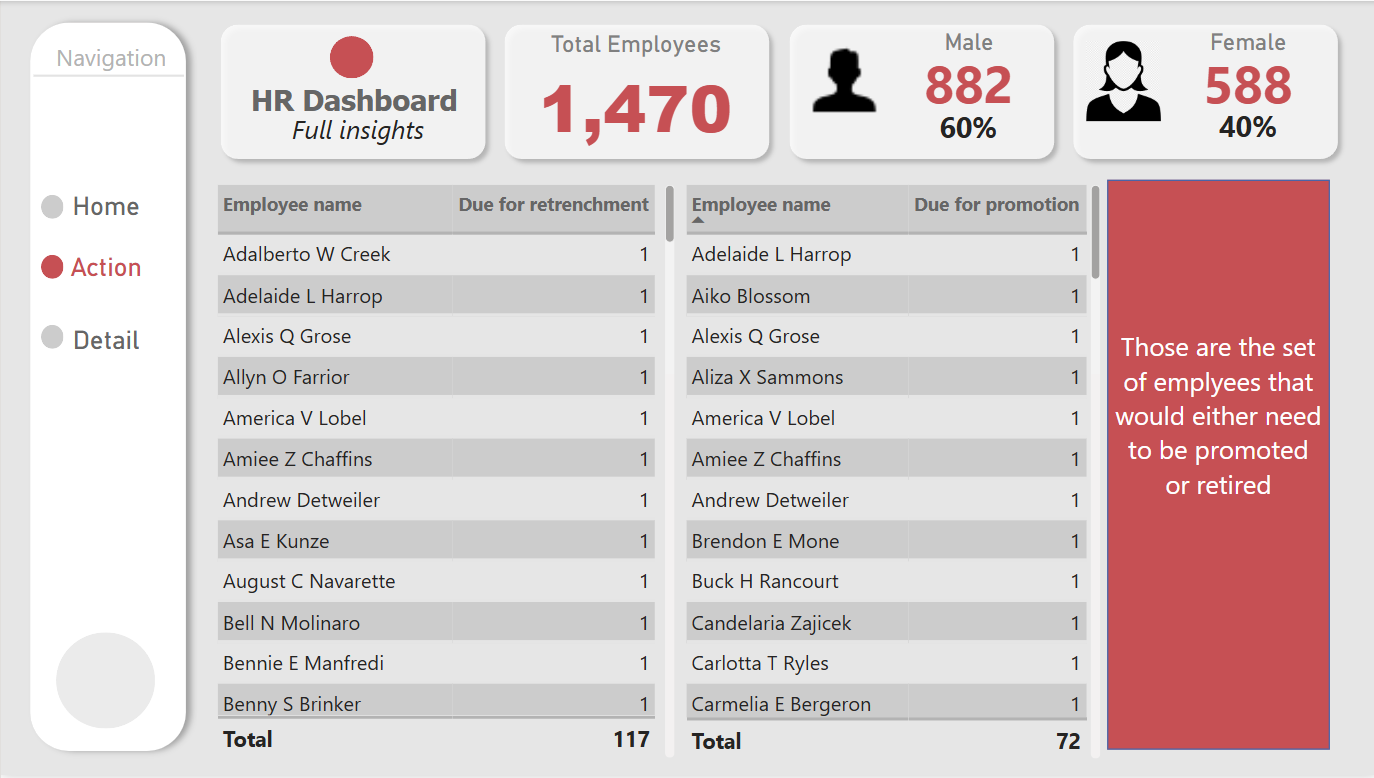 Navigation
Home
Action
Detail
HR Dashboard
Full insights
Total Employees
1,470
Male
882
60%
Female
588
40%
Employee name Due for retrenchment
Adalberto W Creek 1
Adelaide L Harrop 1
Alexis Q Grose 1
Allyn O Farrior 1
America V Lobel 1
Amiee Z Chaffins 1
Andrew Detweiler 1
Asa E Kunze 1
August C Navarette 1
Bell N Molinaro 1
Bennie E Manfredi 1
Benny S Brinker 1
Total 117
Employee name Due for promotion
Adelaide L Harrop 1
Aiko Blossom 1
Alexis Q Grose 1
Aliza X Sammons 1
America V Lobel 1
Amiee Z Chaffins 1
Andrew Detweiler 1
Brendon E Mone 1
Buck H Rancourt 1
Candelaria Zajicek 1
Carlotta T Ryles 1
Carmelia E Bergeron 1
Total 72
Those are the set
of emplyees that
would either need
to be promoted
or retired